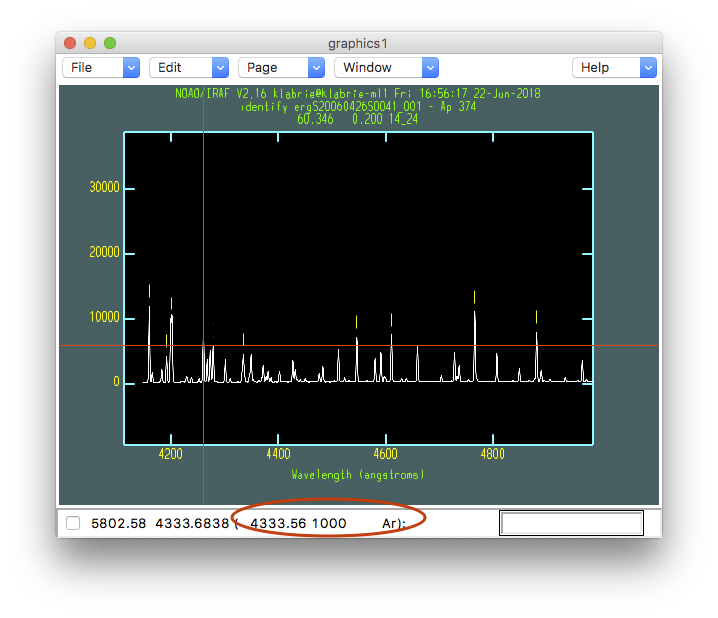 graphics1
File Edit Page Window Help
NOAO/IRAF V2.16 klabrie@klabrie-ml1 Fri 16:56:17 22-Jun-2018
identify ergS20060426S0041_001 - Ap 374
60.346 0.200 14_24
30000
20000
10000
0
4200 4400 4600 4800
Wavelength (angstroms)
5802.58 4333.6838 ( 4333.56 1000 Ar):